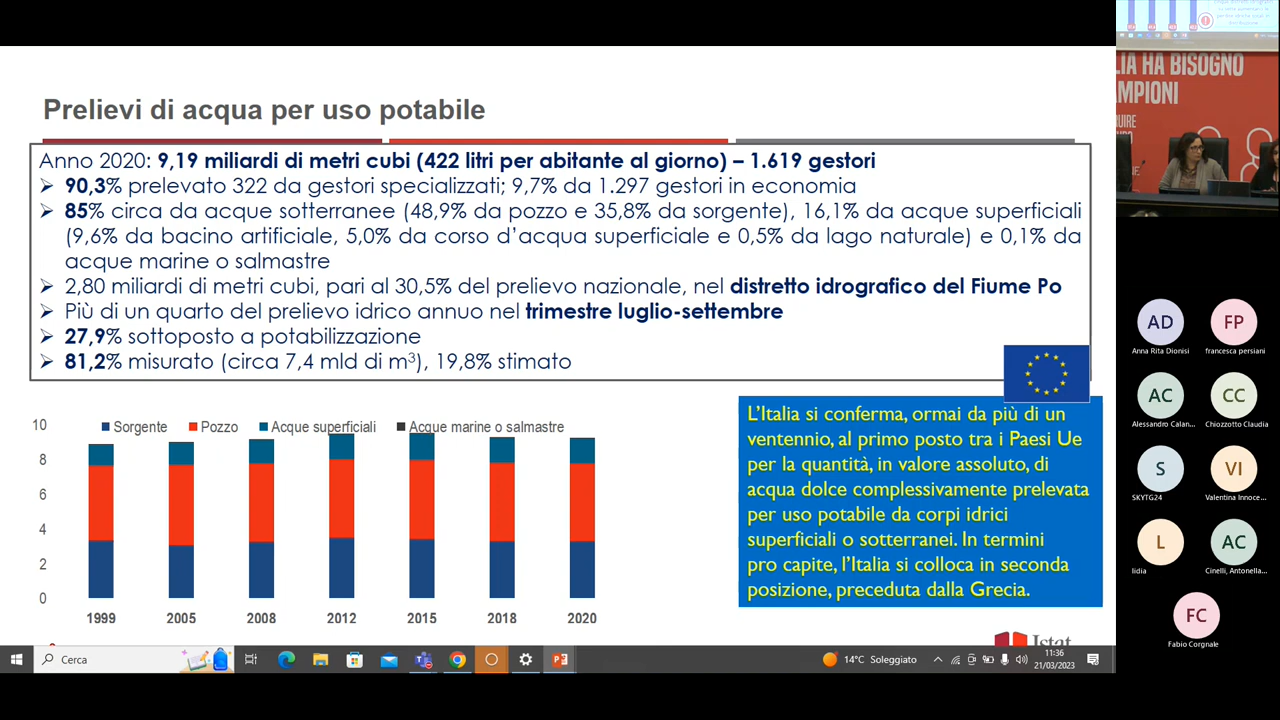 Prelievi di acqua per uso potabile
Anno 2020: 9,19 miliardi di metri cubi (422 litri per abitante al giorno) – 1.619 gestori
➢ 90,3% prelevato 322 da gestori specializzati; 9,7% da 1.297 gestori in economia
➢ 85% circa da acque sotterranee (48,9% da pozzo e 35,8% da sorgente), 16,1% da acque superficiali
(9,6% da bacino artificiale, 5,0% da corso d’acqua superficiale e 0,5% da lago naturale) e 0,1% da
acque marine o salmastre
➢ 2,80 miliardi di metri cubi, pari al 30,5% del prelievo nazionale, nel distretto idrografico del Fiume Po
➢ Più di un quarto del prelievo idrico annuo nel trimestre luglio-settembre
➢ 27,9% sottoposto a potabilizzazione
➢ 81,2% misurato (circa 7,4 mld di m³), 19,8% stimato
10
8
6
4
2
0
Sorgente Pozzo Acque superficiali Acque marine o salmastre
1999 2005 2008 2012 2015 2018 2020
L’Italia si conferma, ormai da più di un
ventennio, al primo posto tra i Paesi Ue
per la quantità, in valore assoluto, di
acqua dolce complessivamente prelevata
per uso potabile da corpi idrici
superficiali o sotterranei. In termini
pro capite, l’Italia si colloca in seconda
posizione, preceduta dalla Grecia.
Istat
Cerca
14°C Soleggiato
11:36
21/03/2023
LIA HA BISOGNO
MPIONI
AD
Anna Rita Dionisi
FP
francesca persiani
AC
Alessandro Calan...
CC
Chiozzotto Claudia
S
SKYTG24
VI
Valentina Innoce...
L
lidia
AC
Cinelli, Antonella...
FC
Fabio Corgnale